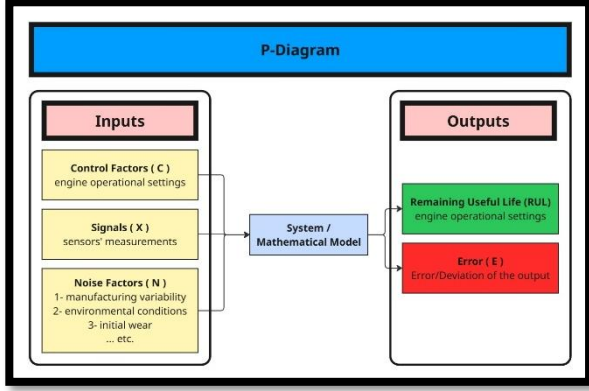 P-Diagram
Inputs
Control Factors ( C )
engine operational settings
Signals ( X )
sensors' measurements
Noise Factors ( N )
1- manufacturing variability
2- environmental conditions
3- initial wear
... etc.
System /
Mathematical Model
Outputs
Remaining Useful Life (RUL)
engine operational settings
Error ( E )
Error/Deviation of the output